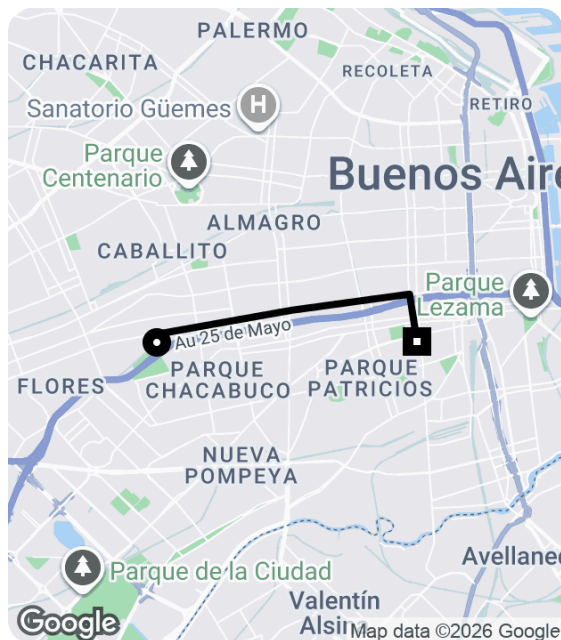 PALERMO
CHACARITA
RECOLETA
RETIRO
Sanatorio Güemes
H
Parque
Centenario
Buenos Aire
ALMAGRO
CABALLITO
Parque
Lezama
Au 25 de Mayo
PARQUE
CHACABUCO
PARQUE
PATRICIOS
FLORES
NUEVA
POMPEYA
Avellane
Parque de la Ciudad
Valentín
Alsin
Google
Map data ©2026 Google